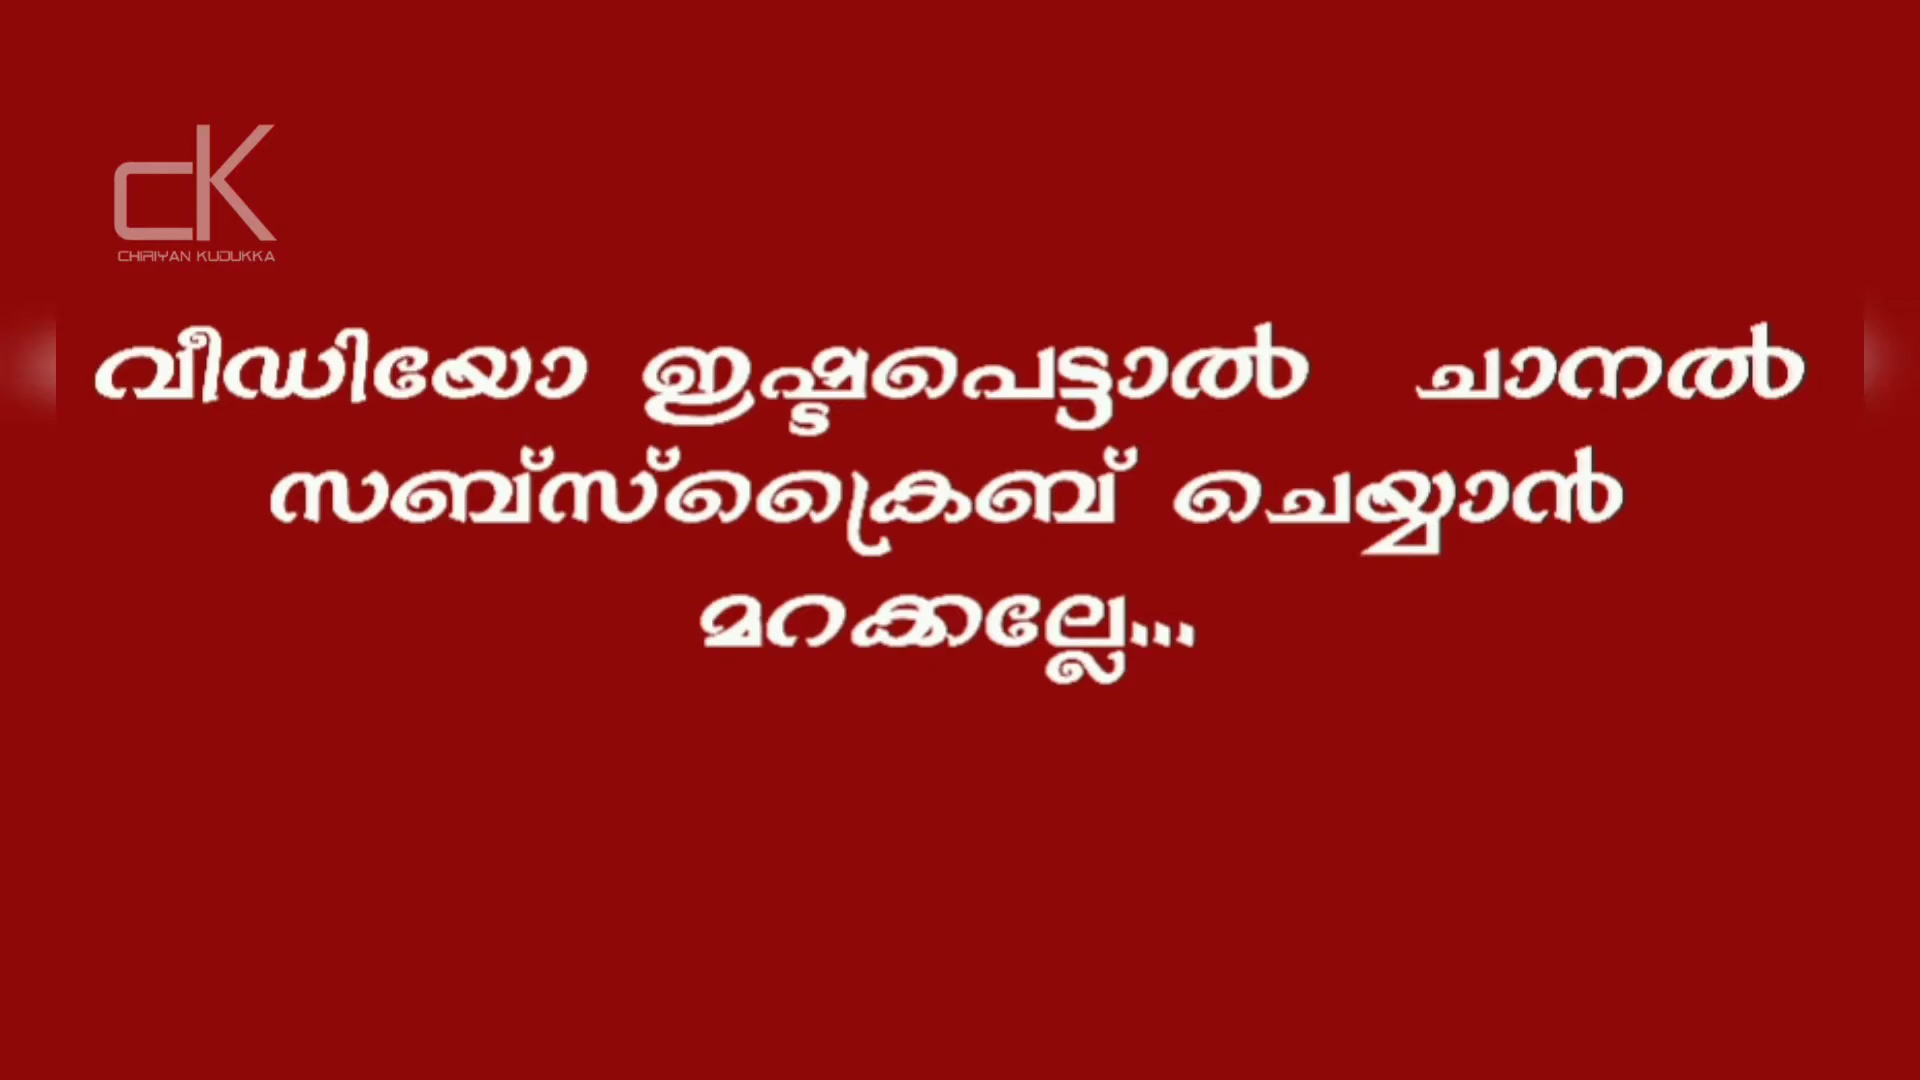 CK
CHIRIYAN KUDUKKA
വീഡിയോ ഇഷ്ടപെട്ടാൽ ചാനൽ
സബ്സ്ക്രൈബ് ചെയ്യാൻ
മറക്കല്ലേ...